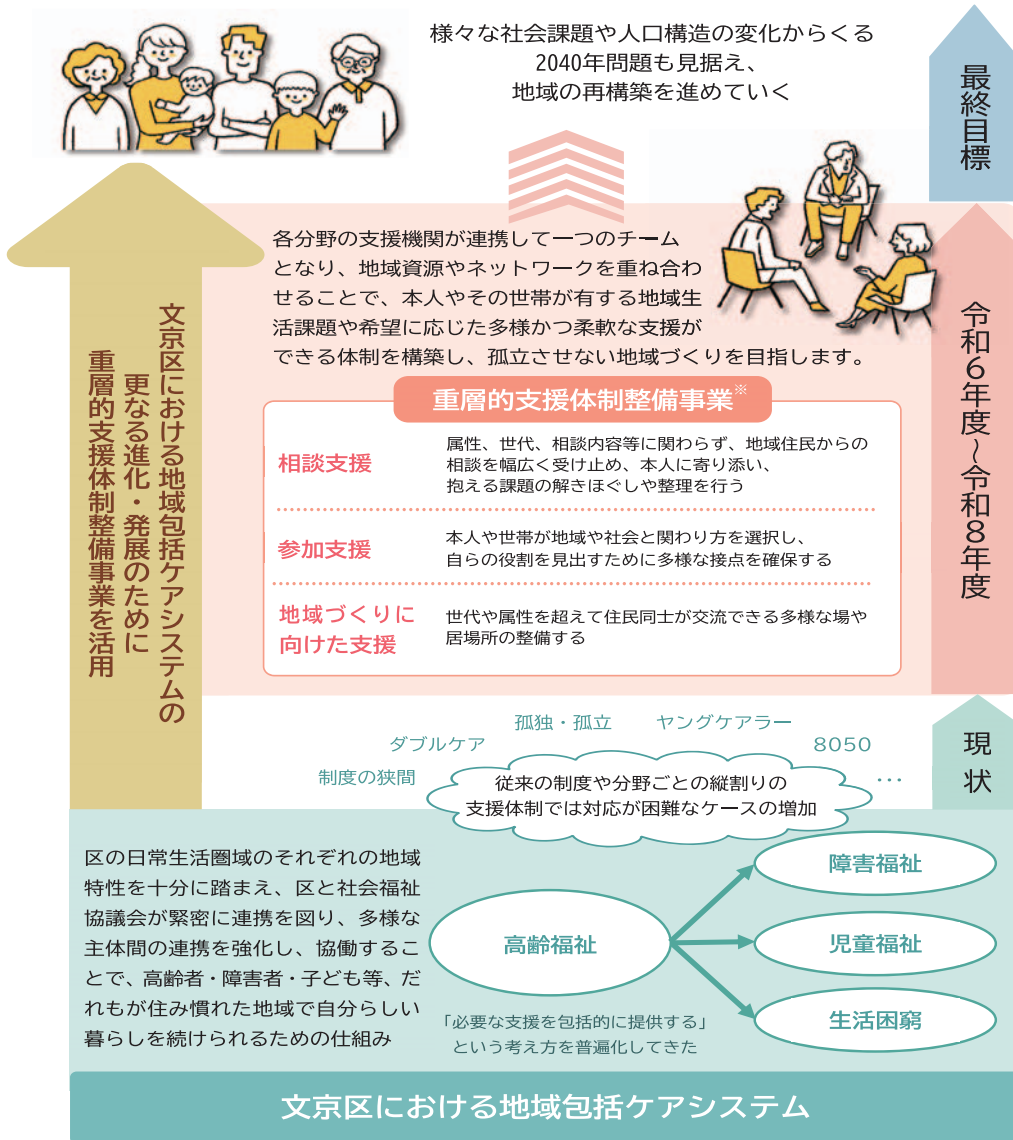 様々な社会課題や人口構造の変化からくる
2040年問題も見据え、
地域の再構築を進めていく
最終目標
各分野の支援機関が連携して一つのチーム
となり、地域資源やネットワークを重ね合わ
せることで、本人やその世帯が有する地域生
活課題や希望に応じた多様かつ柔軟な支援が
できる体制を構築し、孤立させない地域づくりを目指します。
令和6年度～令和8年度
文京区における地域包括ケアシステムの
更なる進化・発展のために
重層的支援体制整備事業を活用
重層的支援体制整備事業※
相談支援
属性、世代、相談内容等に関わらず、地域住民からの
相談を幅広く受け止め、本人に寄り添い、
抱える課題の解きほぐしや整理を行う
参加支援
本人や世帯が地域や社会と関わり方を選択し、
自らの役割を見出すために多様な接点を確保する
地域づくりに
向けた支援
世代や属性を超えて住民同士が交流できる多様な場や
居場所の整備する
現状
孤独・孤立
ヤングケアラー
ダブルケア
8050
制度の狭間
…
従来の制度や分野ごとの縦割りの
支援体制では対応が困難なケースの増加
区の日常生活圏域のそれぞれの地域
特性を十分に踏まえ、区と社会福祉
協議会が緊密に連携を図り、多様な
主体間の連携を強化し、協働するこ
とで、高齢者・障害者・子ども等、だ
れもが住み慣れた地域で自分らしい
暮らしを続けられるための仕組み
高齢福祉
障害福祉
児童福祉
生活困窮
「必要な支援を包括的に提供する」
という考え方を普遍化してきた
文京区における地域包括ケアシステム